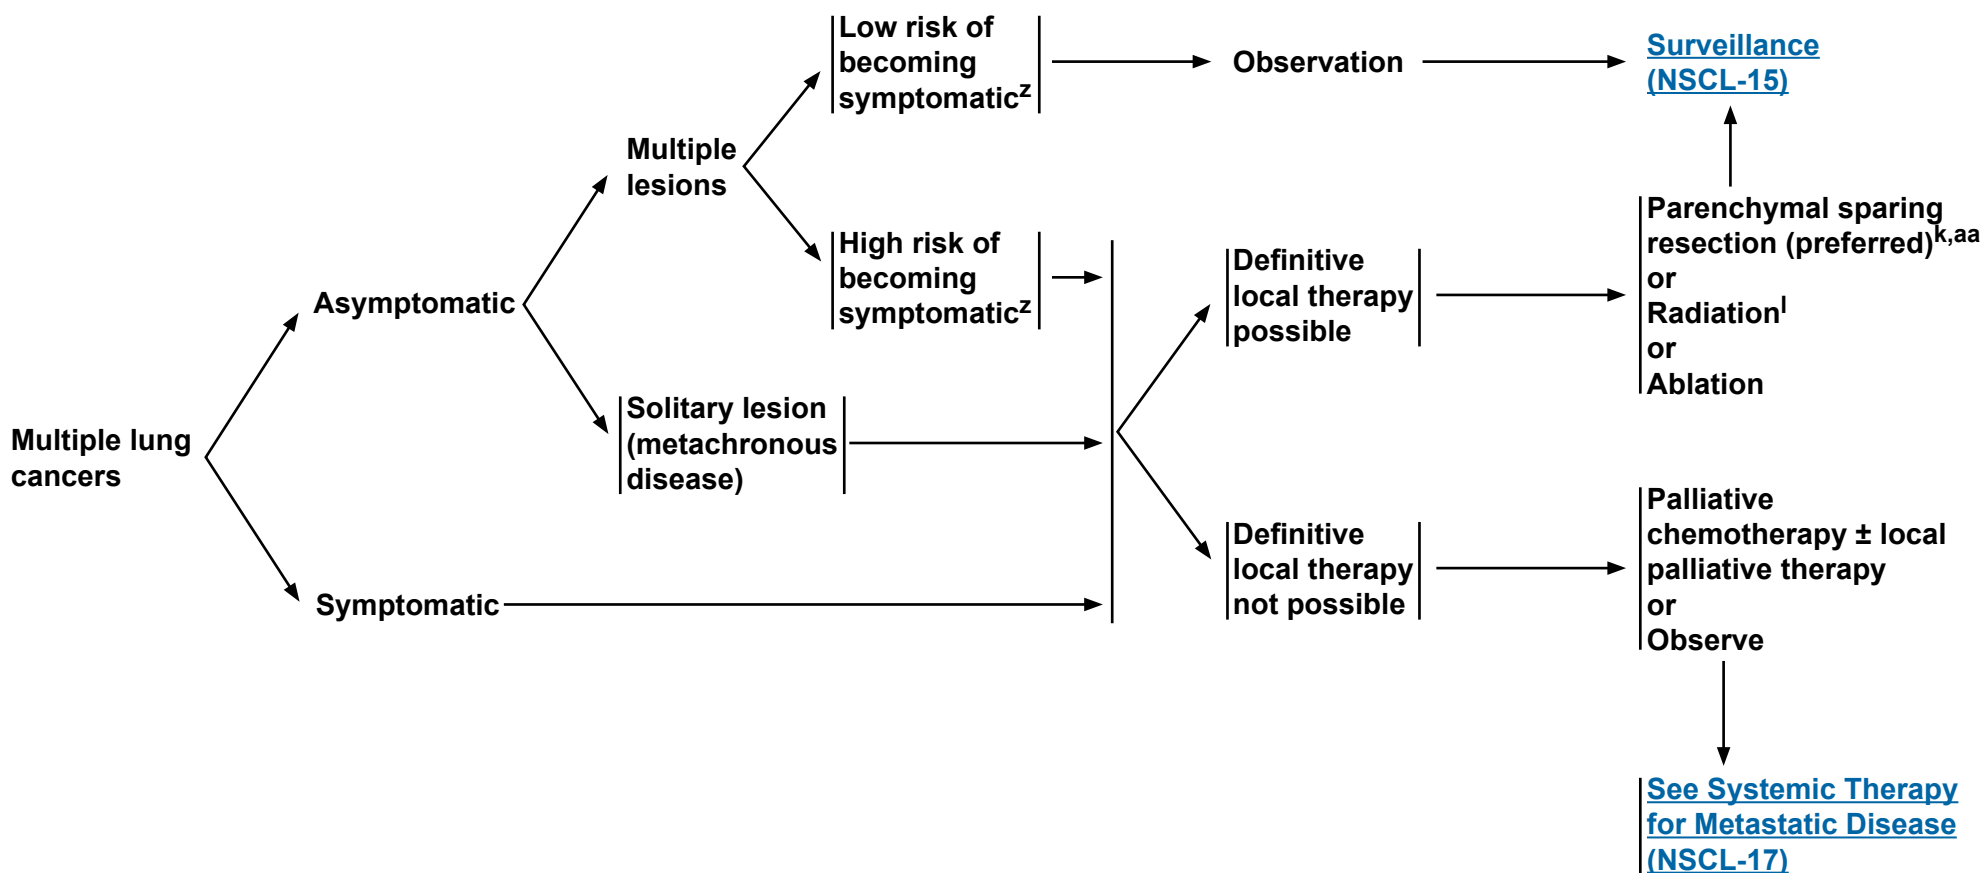 Multiple lung
cancers
Asymptomatic
Symptomatic
Multiple
lesions
Solitary lesion
(metachronous
disease)
Low risk of
becoming
symptomaticᶻ
High risk of
becoming
symptomaticᶻ
Observation
Definitive
local therapy
possible
Definitive
local therapy
not possible
Surveillance
(NSCL-15)
Parenchymal sparing
resection (preferred)ᵏ,ᵃᵃ
or
Radiationˡ
or
Ablation
Palliative
chemotherapy ± local
palliative therapy
or
Observe
See Systemic Therapy
for Metastatic Disease
(NSCL-17)